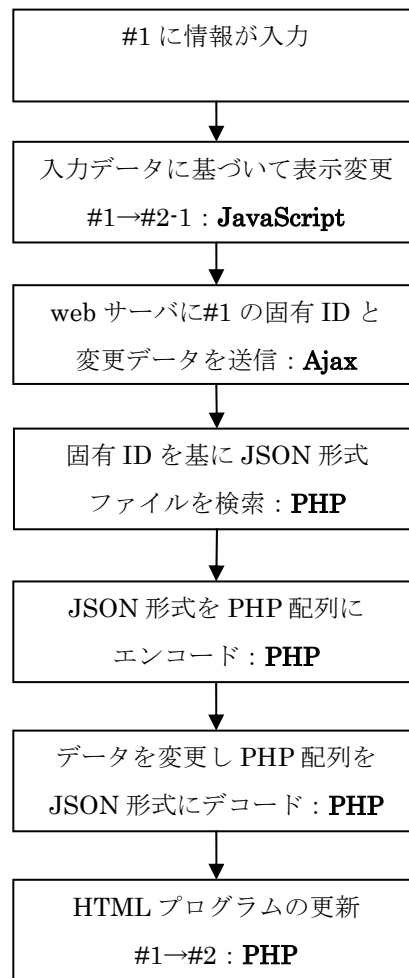 #1 に情報が入力
入力データに基づいて表示変更
#1→#2-1：JavaScript
web サーバに#1 の固有 ID と
変更データを送信：Ajax
固有 ID を基に JSON 形式
ファイルを検索：PHP
JSON 形式を PHP 配列に
エンコード：PHP
データを変更し PHP 配列を
JSON 形式にデコード：PHP
HTML プログラムの更新
#1→#2：PHP